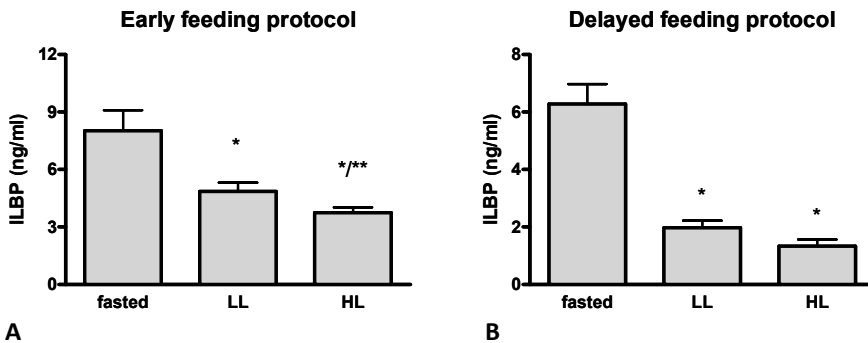 Early feeding protocol
ILBP (ng/ml)
12
9
6
3
0
*
*/**
fasted
LL
HL
A
Delayed feeding protocol
ILBP (ng/ml)
8
6
4
2
0
*
*
fasted
LL
HL
B